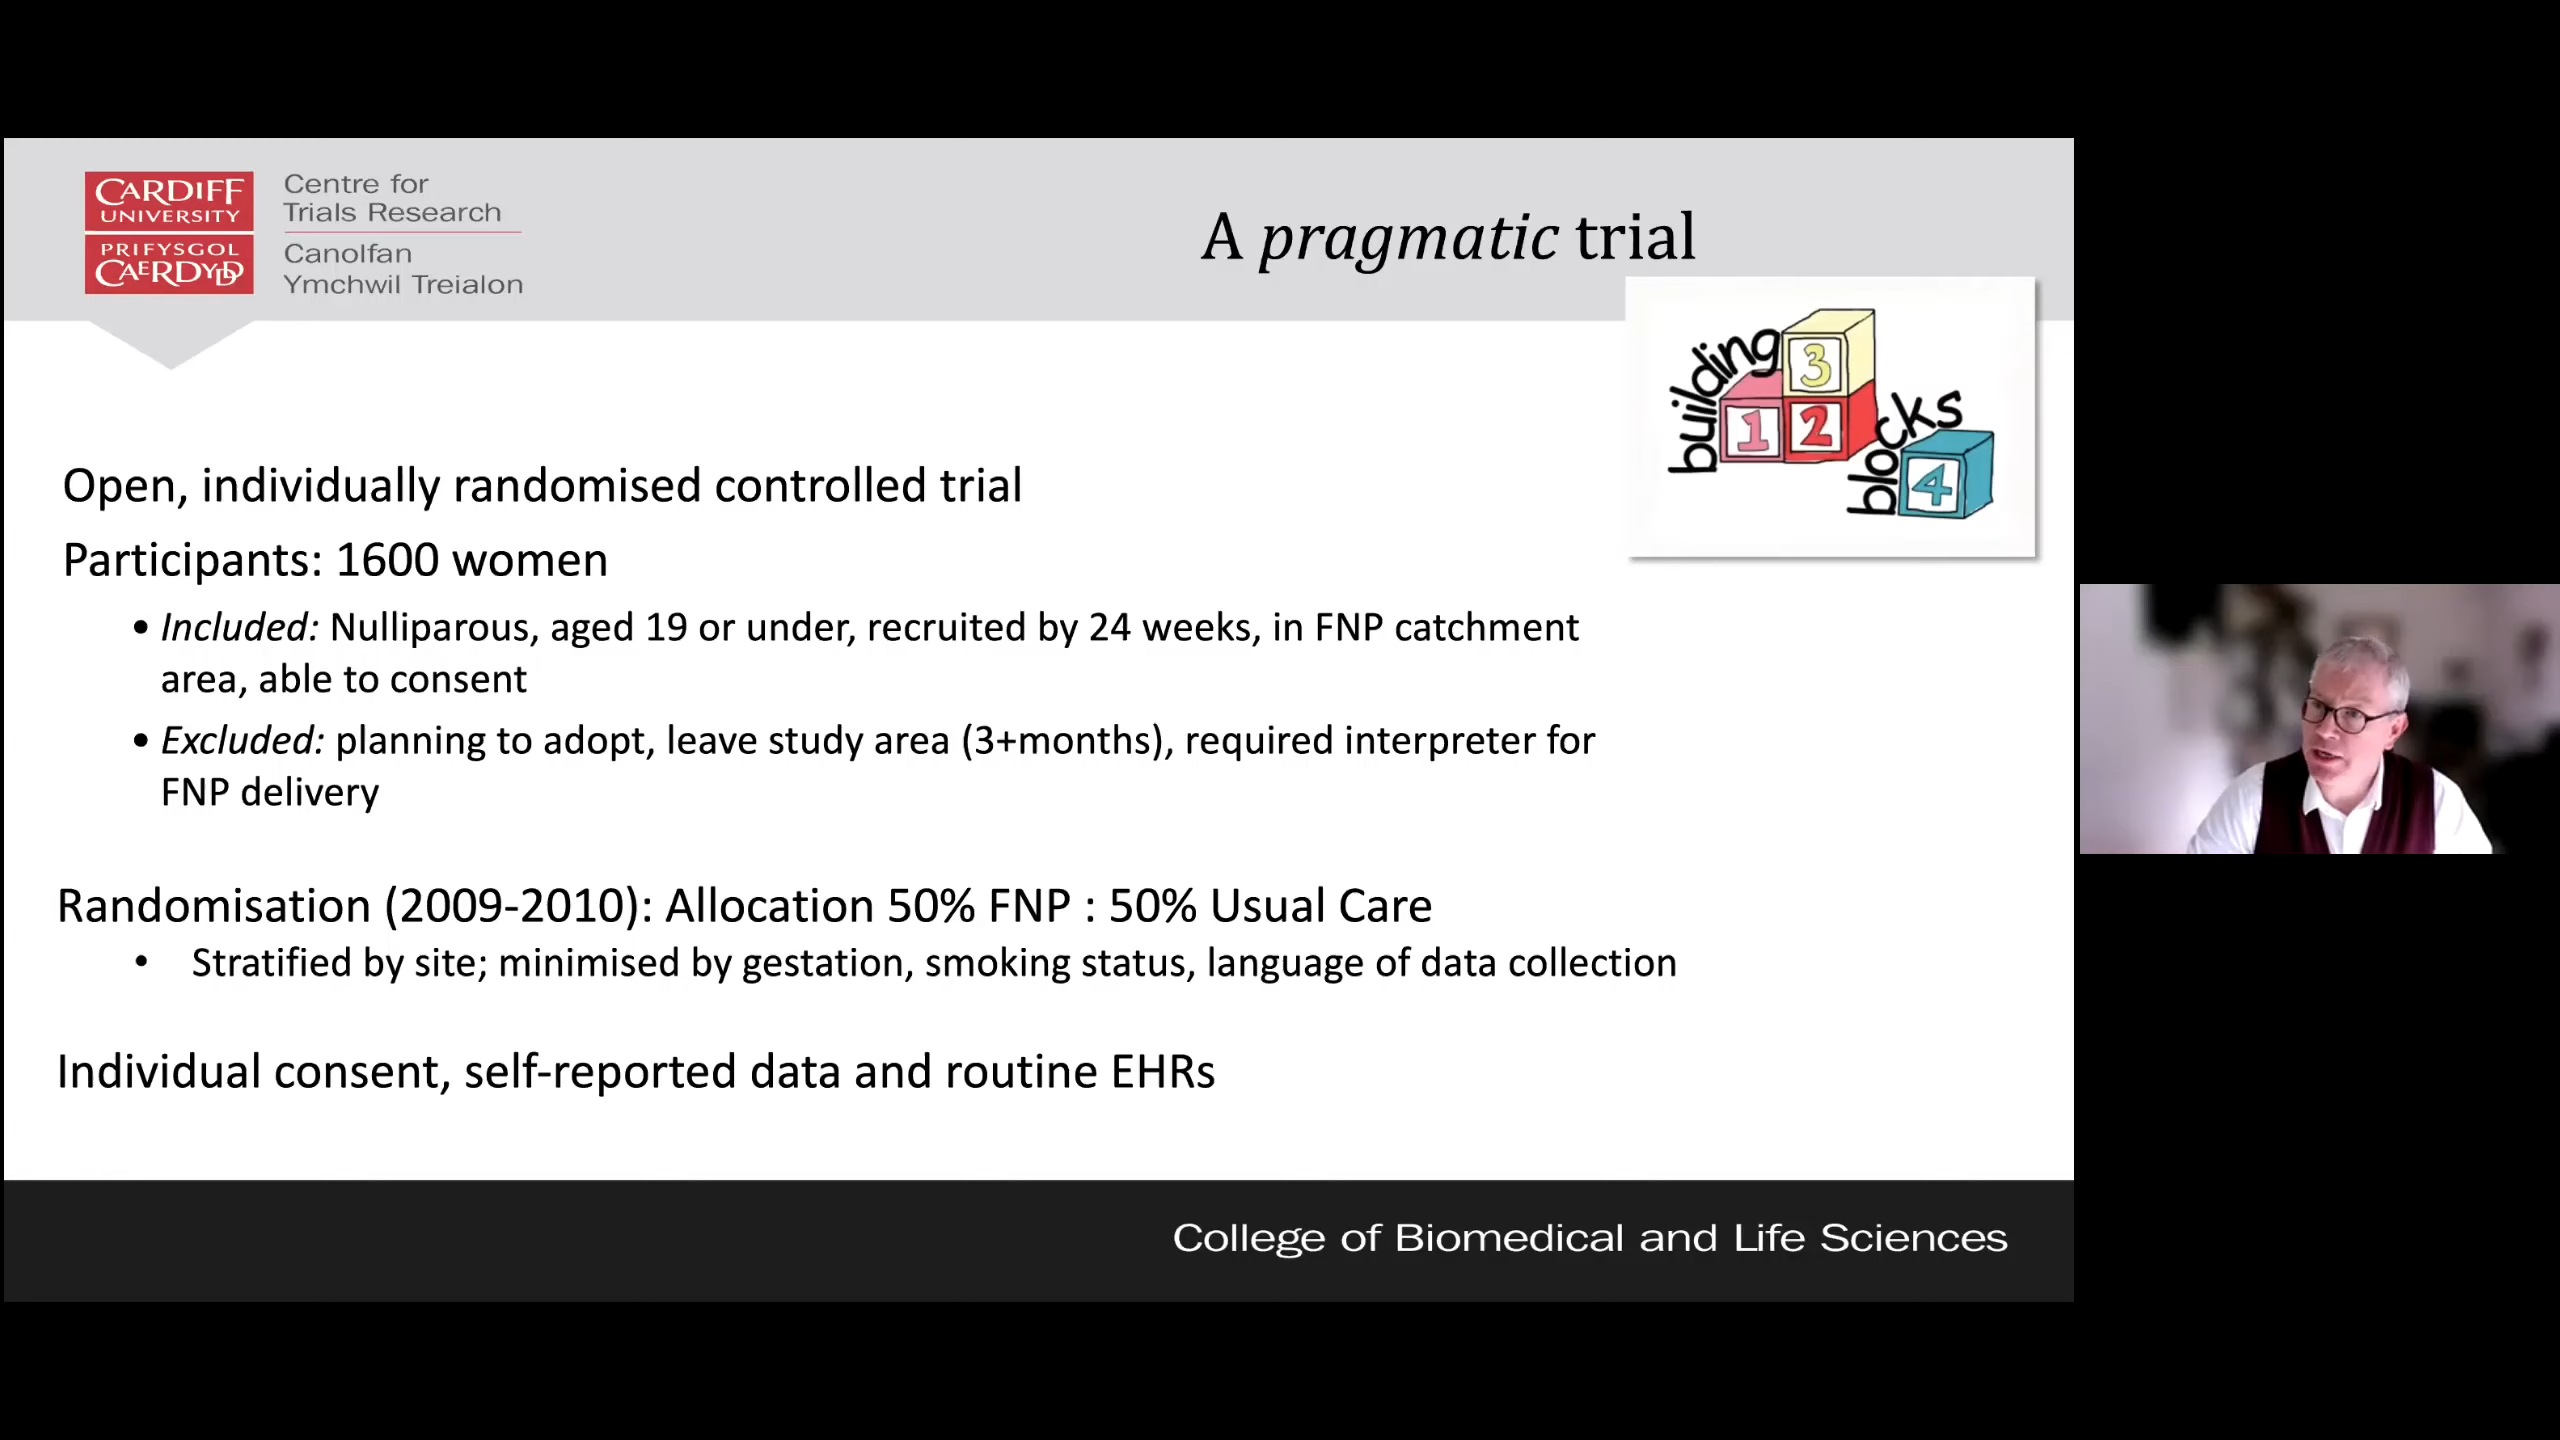 CARDIFF
UNIVERSITY
PRIFYSGOL
CAERDYDD
Centre for
Trials Research
Canolfan
Ymchwil Treialon
A pragmatic trial
building
3
1 2
blocks
4
Open, individually randomised controlled trial
Participants: 1600 women
• Included: Nulliparous, aged 19 or under, recruited by 24 weeks, in FNP catchment
area, able to consent
• Excluded: planning to adopt, leave study area (3+months), required interpreter for
FNP delivery
Randomisation (2009-2010): Allocation 50% FNP : 50% Usual Care
• Stratified by site; minimised by gestation, smoking status, language of data collection
Individual consent, self-reported data and routine EHRs
College of Biomedical and Life Sciences